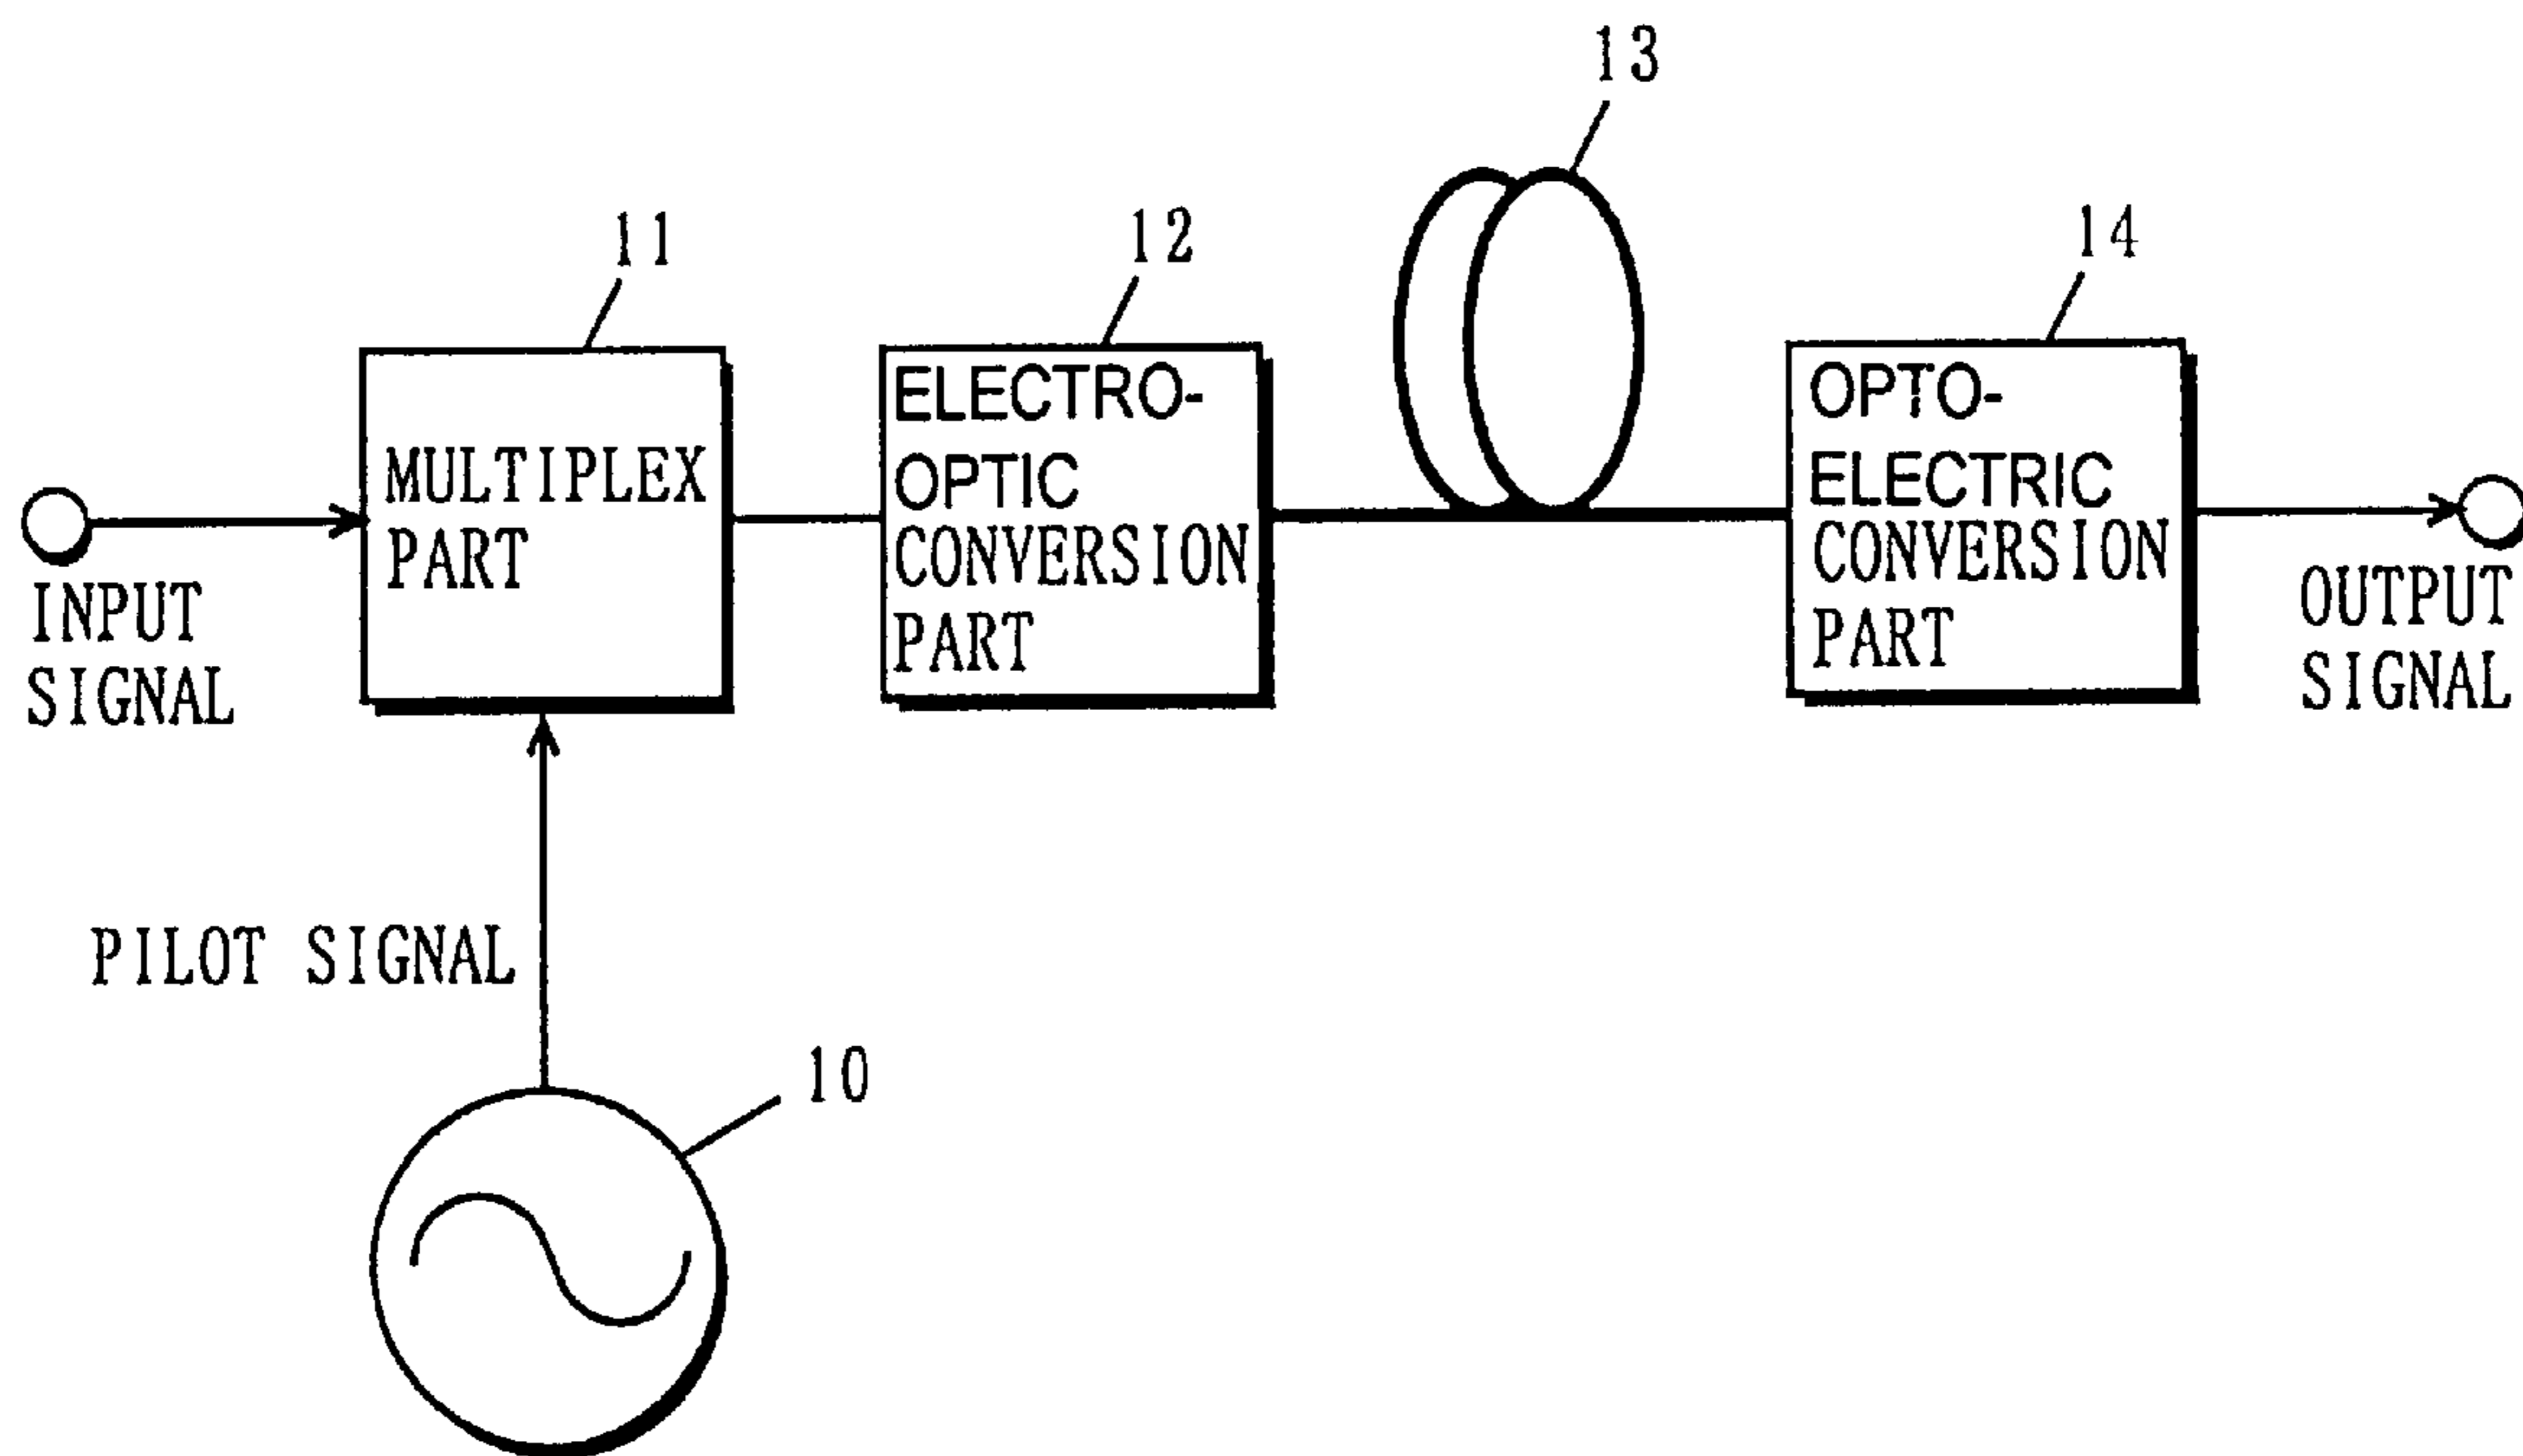 13
11
12
14
MULTIPLEX
PART
ELECTRO-
OPTIC
CONVERSION
PART
OPTO-
ELECTRIC
CONVERSION
PART
INPUT
SIGNAL
OUTPUT
SIGNAL
PILOT SIGNAL
10